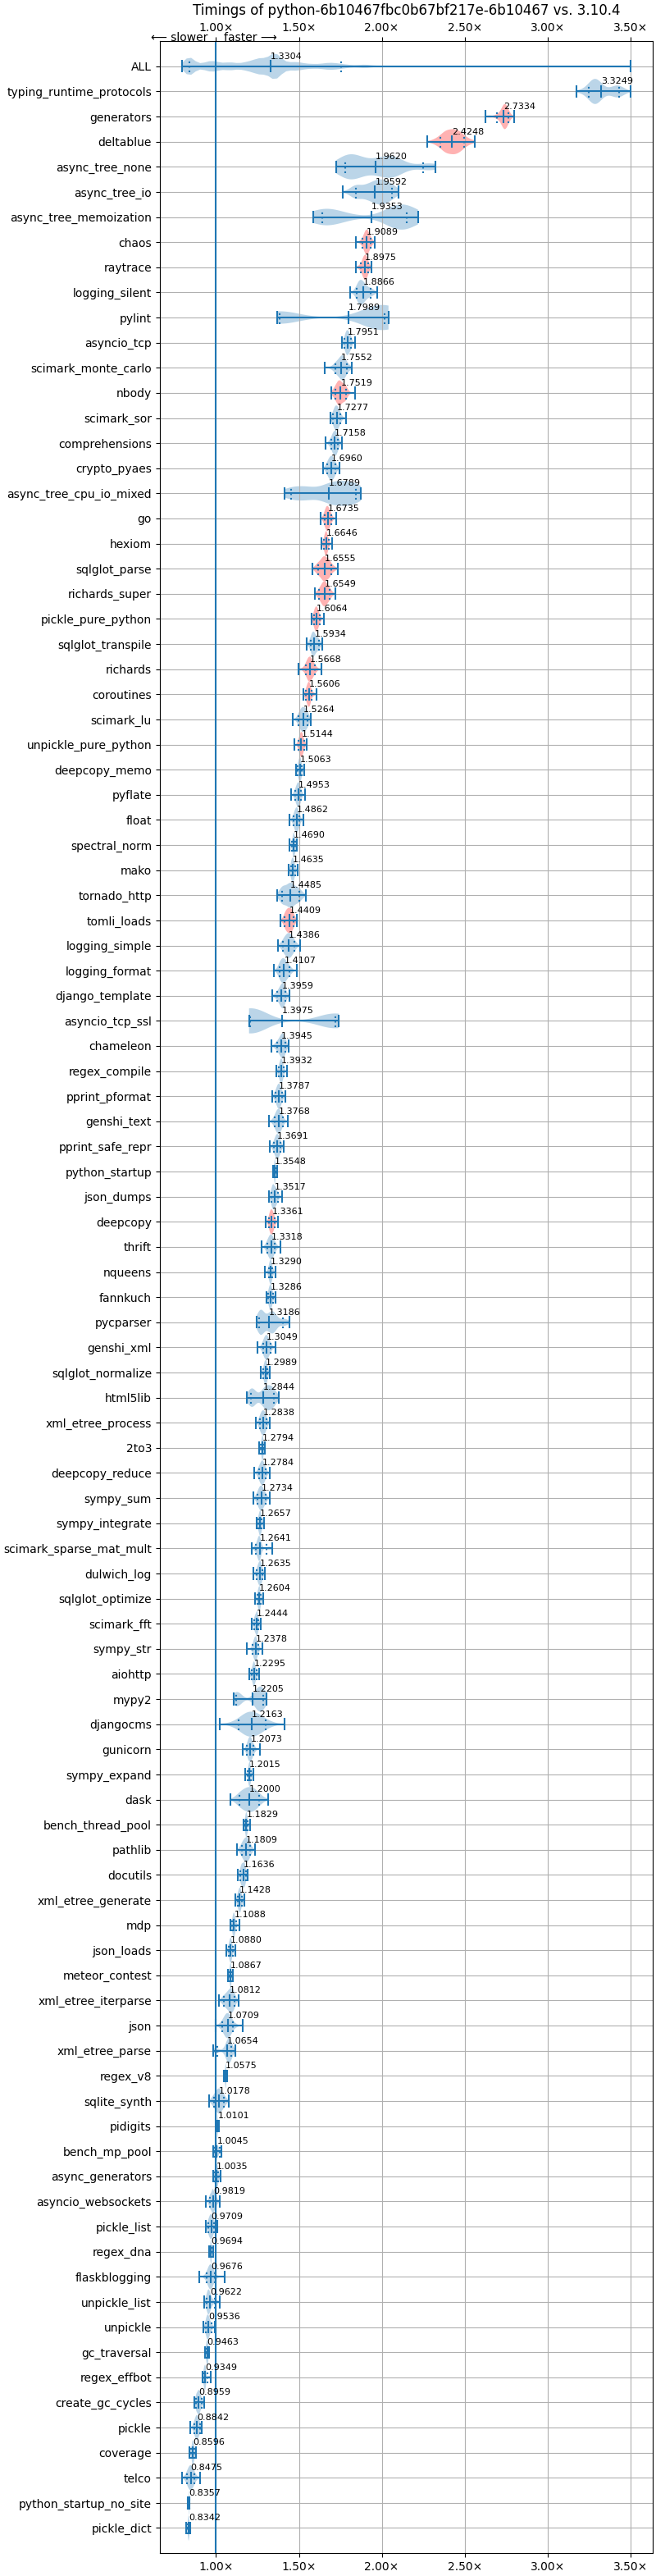 Timings of python-6b10467fbc0b67bf217e-6b10467 vs. 3.10.4
1.00× 1.50× 2.00× 2.50× 3.00× 3.50×
⟵ slower faster ⟶
ALL 1.3304
typing_runtime_protocols 3.3249
generators 2.7334
deltablue 2.4248
async_tree_none 1.9620
async_tree_io 1.9592
async_tree_memoization 1.9353
chaos 1.9089
raytrace 1.8975
logging_silent 1.8866
pylint 1.7989
asyncio_tcp 1.7951
scimark_monte_carlo 1.7552
nbody 1.7519
scimark_sor 1.7277
comprehensions 1.7158
crypto_pyaes 1.6960
async_tree_cpu_io_mixed 1.6789
go 1.6735
hexiom 1.6646
sqlglot_parse 1.6555
richards_super 1.6549
pickle_pure_python 1.6064
sqlglot_transpile 1.5934
richards 1.5668
coroutines 1.5606
scimark_lu 1.5264
unpickle_pure_python 1.5144
deepcopy_memo 1.5063
pyflate 1.4953
float 1.4862
spectral_norm 1.4690
mako 1.4635
tornado_http 1.4485
tomli_loads 1.4409
logging_simple 1.4386
logging_format 1.4107
django_template 1.3959
asyncio_tcp_ssl 1.3975
chameleon 1.3945
regex_compile 1.3932
pprint_pformat 1.3787
genshi_text 1.3768
pprint_safe_repr 1.3691
python_startup 1.3548
json_dumps 1.3517
deepcopy 1.3361
thrift 1.3318
nqueens 1.3290
fannkuch 1.3286
pycparser 1.3186
genshi_xml 1.3049
sqlglot_normalize 1.2989
html5lib 1.2844
xml_etree_process 1.2838
2to3 1.2794
deepcopy_reduce 1.2784
sympy_sum 1.2734
sympy_integrate 1.2657
scimark_sparse_mat_mult 1.2641
dulwich_log 1.2635
sqlglot_optimize 1.2604
scimark_fft 1.2444
sympy_str 1.2378
aiohttp 1.2295
mypy2 1.2205
djangocms 1.2163
gunicorn 1.2073
sympy_expand 1.2015
dask 1.2000
bench_thread_pool 1.1829
pathlib 1.1809
docutils 1.1636
xml_etree_generate 1.1428
mdp 1.1088
json_loads 1.0880
meteor_contest 1.0867
xml_etree_iterparse 1.0812
json 1.0709
xml_etree_parse 1.0654
regex_v8 1.0575
sqlite_synth 1.0178
pidigits 1.0101
bench_mp_pool 1.0045
async_generators 1.0035
asyncio_websockets 0.9819
pickle_list 0.9709
regex_dna 0.9694
flaskblogging 0.9676
unpickle_list 0.9622
unpickle 0.9536
gc_traversal 0.9463
regex_effbot 0.9349
create_gc_cycles 0.8959
pickle 0.8842
coverage 0.8596
telco 0.8475
python_startup_no_site 0.8357
pickle_dict 0.8342
1.00× 1.50× 2.00× 2.50× 3.00× 3.50×